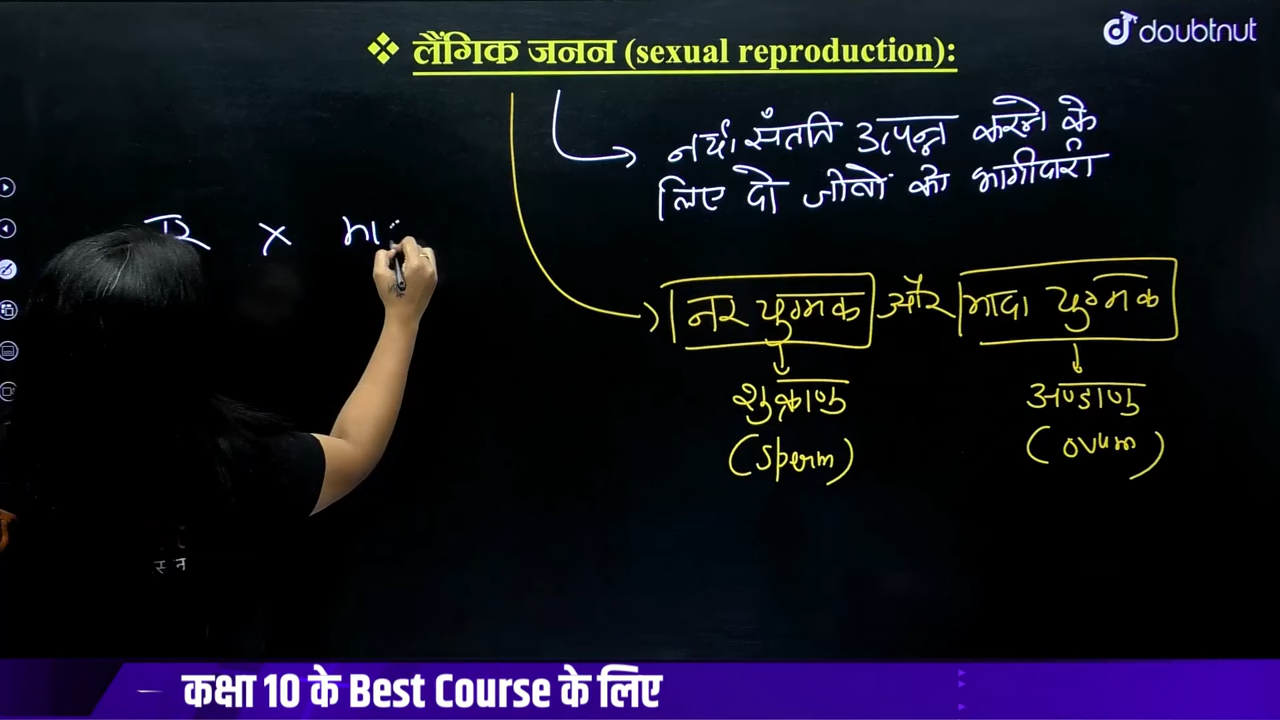 doubtnut
❖ लैंगिक जनन (sexual reproduction):
नयी संतति उत्पन्न करने के
लिए दो जीवों की भागीदारी
X मा
नर युग्मक और मादा युग्मक
शुक्राणु अण्डाणु
(sperm) (ovum)
कक्षा 10 के Best Course के लिए